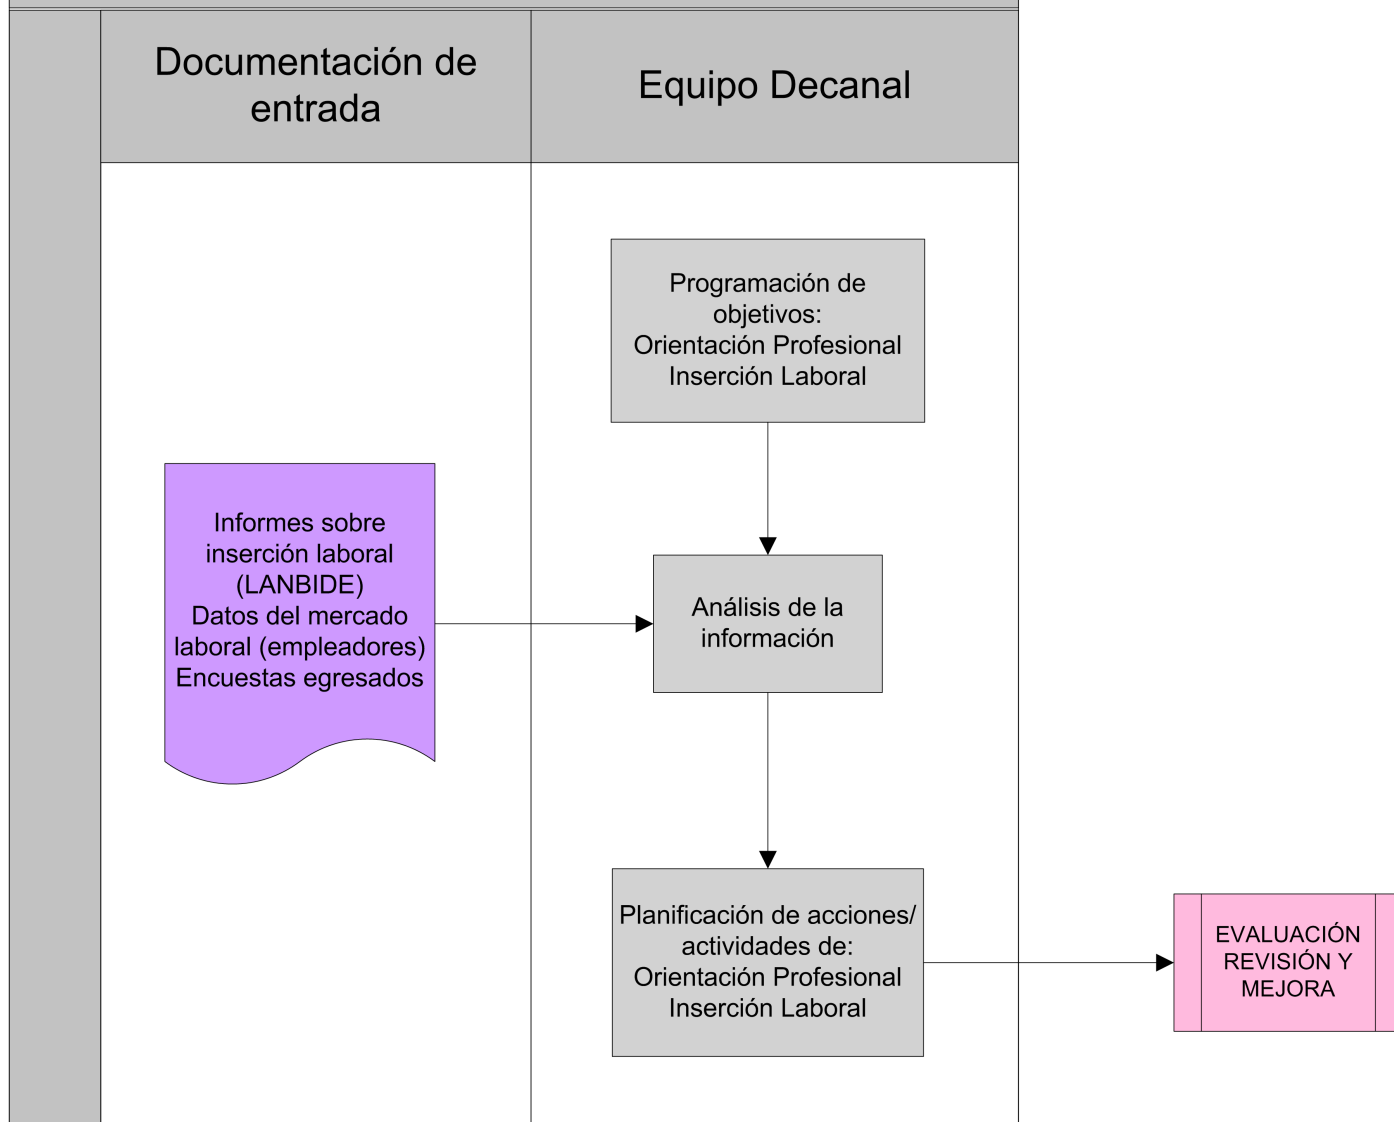 Documentación de
entrada
Equipo Decanal
Programación de
objetivos:
Orientación Profesional
Inserción Laboral
Informes sobre
inserción laboral
(LANBIDE)
Datos del mercado
laboral (empleadores)
Encuestas egresados
Análisis de la
información
Planificación de acciones/
actividades de:
Orientación Profesional
Inserción Laboral
EVALUACIÓN
REVISIÓN Y
MEJORA